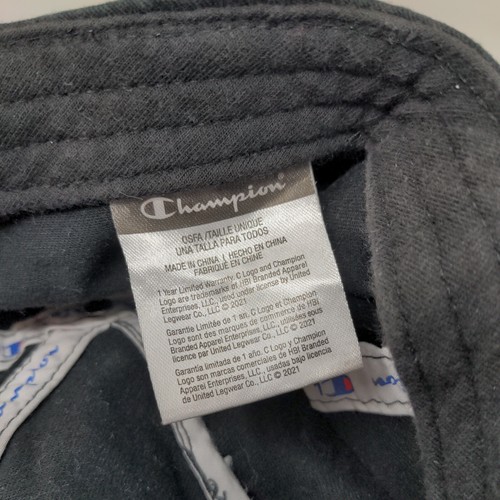 Champion®
OSFA/TAILLE UNIQUE
UNA TALLA PARA TODOS
MADE IN CHINA / HECHO EN CHINA
FABRIQUÉ EN CHINE
1 Year Limited Warranty. C Logo and Champion
Logo are trademarks of HBI Branded Apparel
Enterprises, LLC., used under license by United
Legwear Co., LLC © 2021
Garantie Limitée de 1 an. C Logo et Champion
Logo sont des marques de commerce de HBI
Branded Apparel Enterprises, LLC., utilisées sous
licence par United Legwear Co., LLC © 2021
Garantía limitada de 1 año. C Logo y Champion
Logo son marcas comerciales de HBI Branded
Apparel Enterprises, LLC., usadas bajo licencia
de United Legwear Co., LLC © 2021